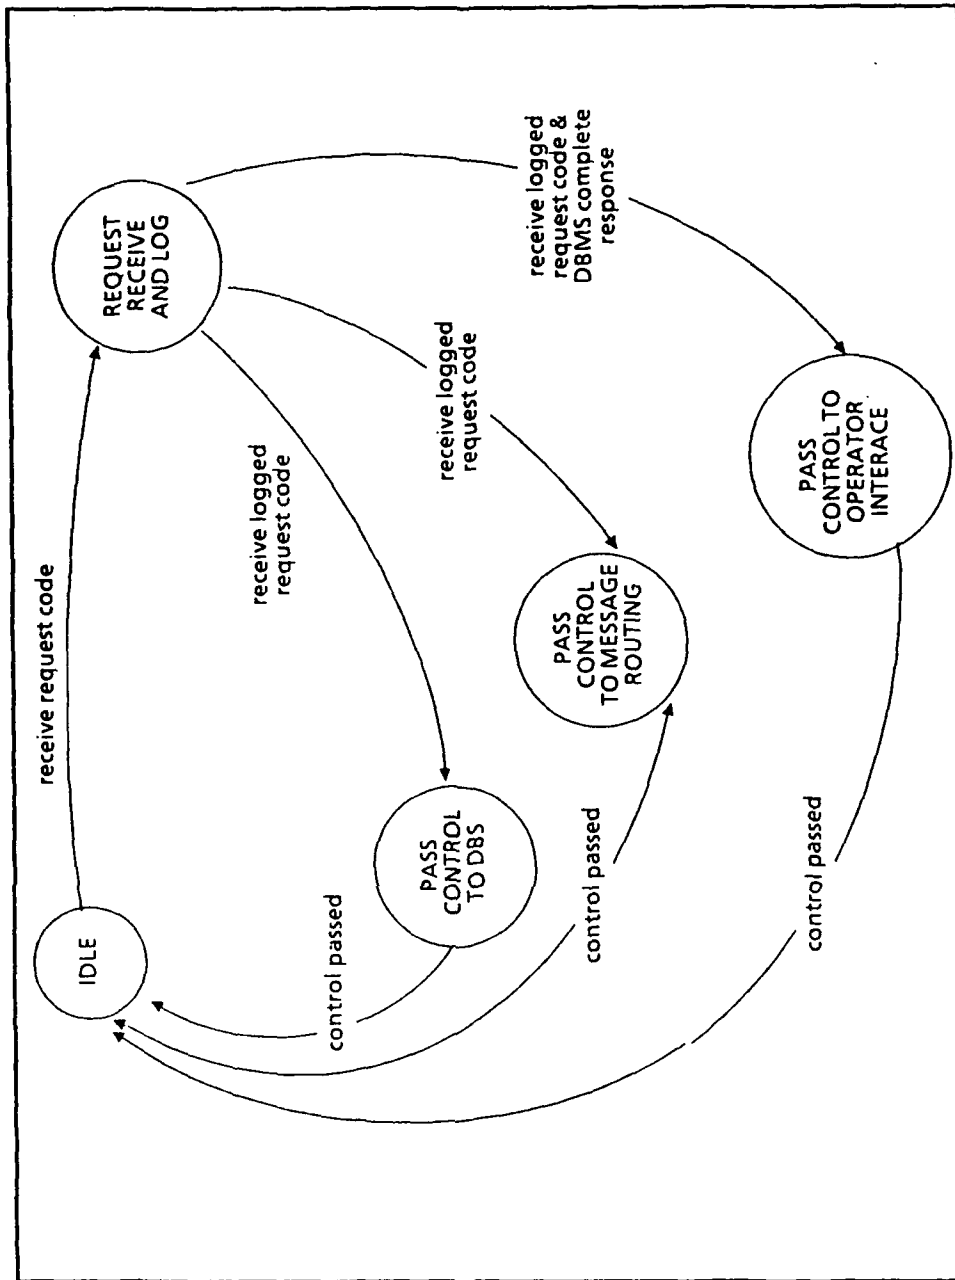 IDLE
receive request code
REQUEST
RECEIVE
AND LOG
control passed
PASS
CONTROL
TO DBS
receive logged
request code
control passed
PASS
CONTROL
TO MESSAGE
ROUTING
receive logged
request code
receive logged
request code &
DBMS complete
response
control passed
PASS
CONTROL TO
OPERATOR
INTERACE